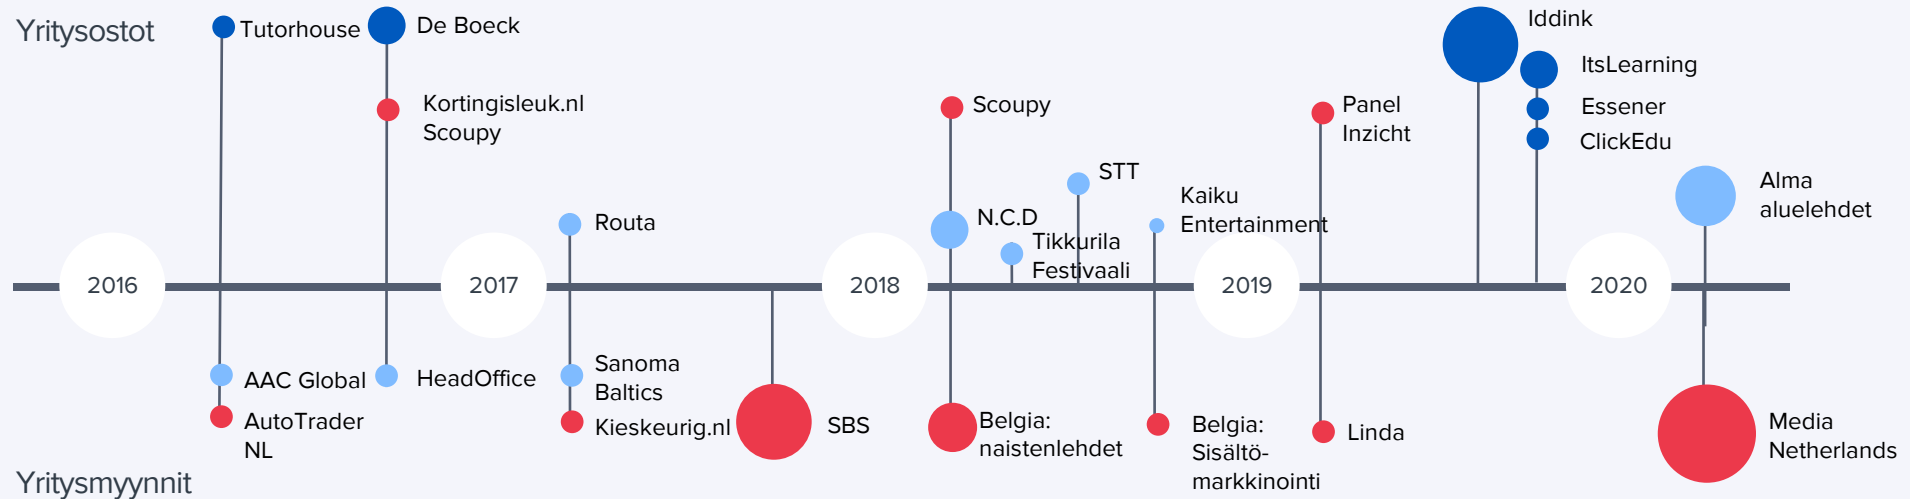 Yritysostot
Tutorhouse
De Boeck
Kortingisleuk.nl
Scoupy
Routa
Scoupy
N.C.D
Tikkurila
Festivaali
STT
Kaiku
Entertainment
Panel
Inzicht
Iddink
ItsLearning
Essener
ClickEdu
Alma
aluelehdet
2016
2017
2018
2019
2020
AAC Global
AutoTrader
NL
HeadOffice
Sanoma
Baltics
Kieskeurig.nl
SBS
Belgia:
naistenlehdet
Belgia:
Sisältö-
markkinointi
Linda
Media
Netherlands
Yritysmyynnit